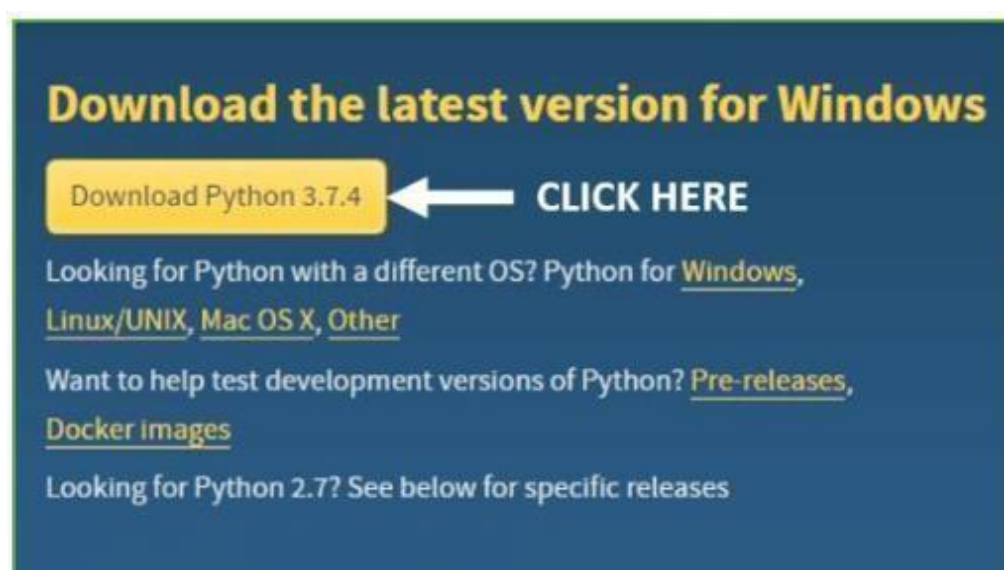 Download the latest version for Windows
Download Python 3.7.4 CLICK HERE
Looking for Python with a different OS? Python for Windows,
Linux/UNIX, Mac OS X, Other
Want to help test development versions of Python? Pre-releases,
Docker images
Looking for Python 2.7? See below for specific releases